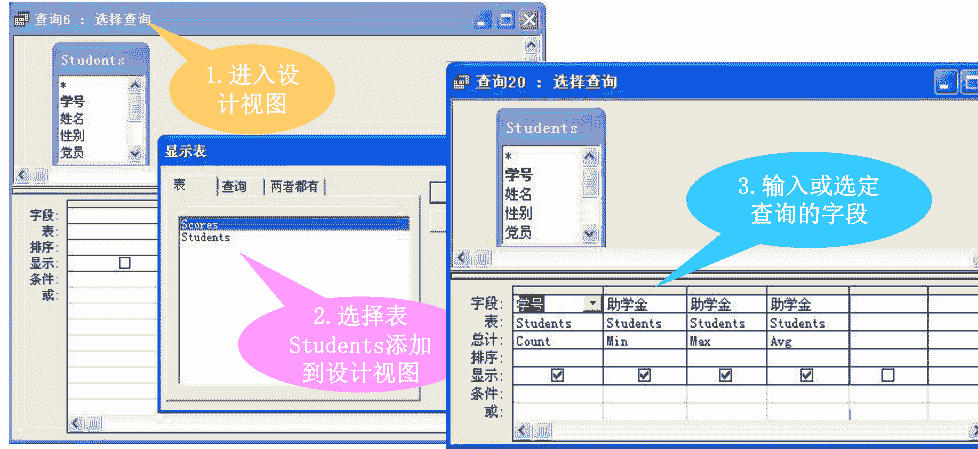 查询6 : 选择查询
Students
*
学号
姓名
性别
党员
1.进入设
计视图
字段:
表:
排序:
显示:
条件:
或:
显示表
表
查询
两者都有
Scores
Students
2.选择表
Students添加
到设计视图
查询20 : 选择查询
Students
*
学号
姓名
性别
党员
3.输入或选定
查询的字段
字段: 学号 助学金 助学金 助学金
表: Students Students Students Students
总计: Count Min Max Avg
排序:
显示:
条件:
或: